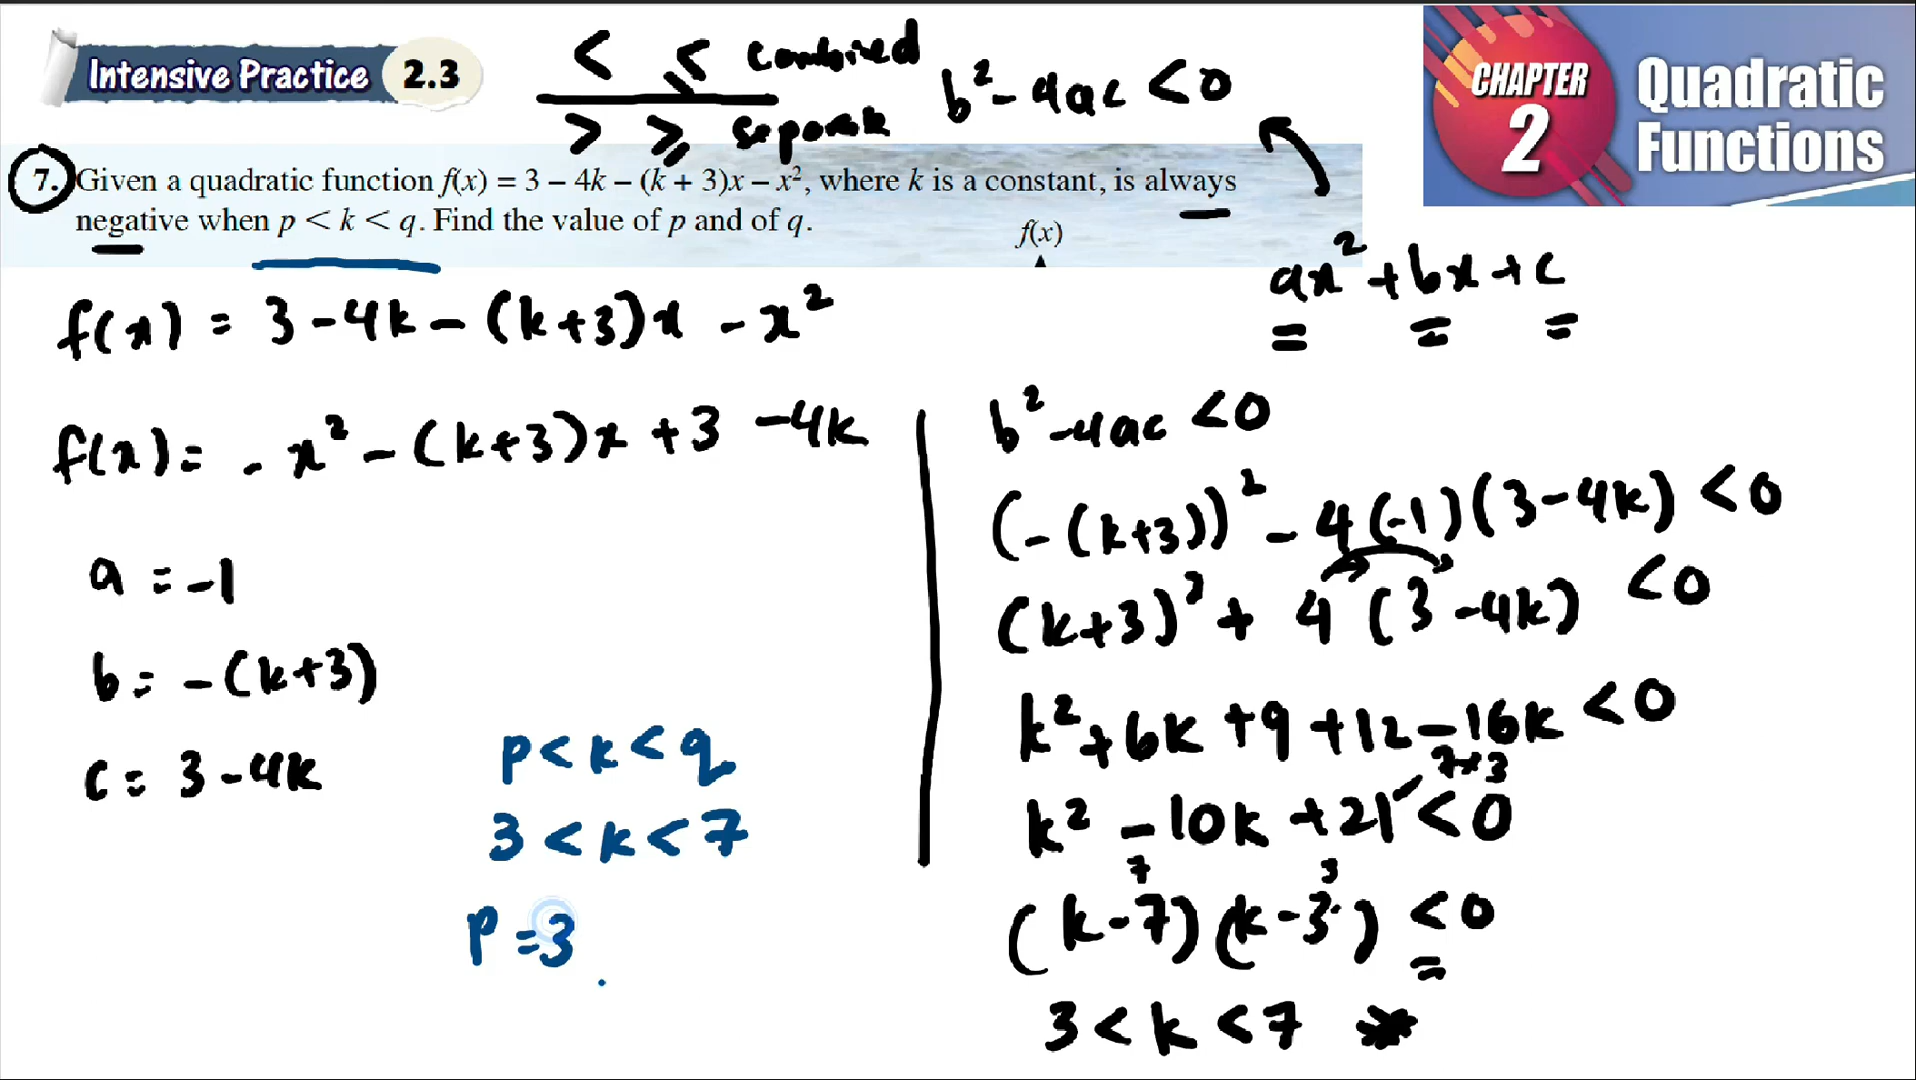 Intensive Practice 2.3
< ≤ combined
> ≥ separate
b² - 4ac < 0
CHAPTER 2
Quadratic Functions
7. Given a quadratic function f(x) = 3 – 4k – (k + 3)x – x², where k is a constant, is always
negative when p < k < q. Find the value of p and of q.
f(x)
ax² + bx + c
f(x) = 3 - 4k - (k+3)x - x²
f(x) = - x² - (k+3)x + 3 - 4k
a = -1
b = -(k+3)
c = 3 - 4k
p < k < q
3 < k < 7
p = 3
b² - 4ac < 0
(-(k+3))² - 4(-1)(3-4k) < 0
(k+3)² + 4(3-4k) < 0
k² + 6k + 9 + 12 - 16k < 0
7×3
k² - 10k + 21 < 0
7 3
(k-7)(k-3) < 0
3 < k < 7